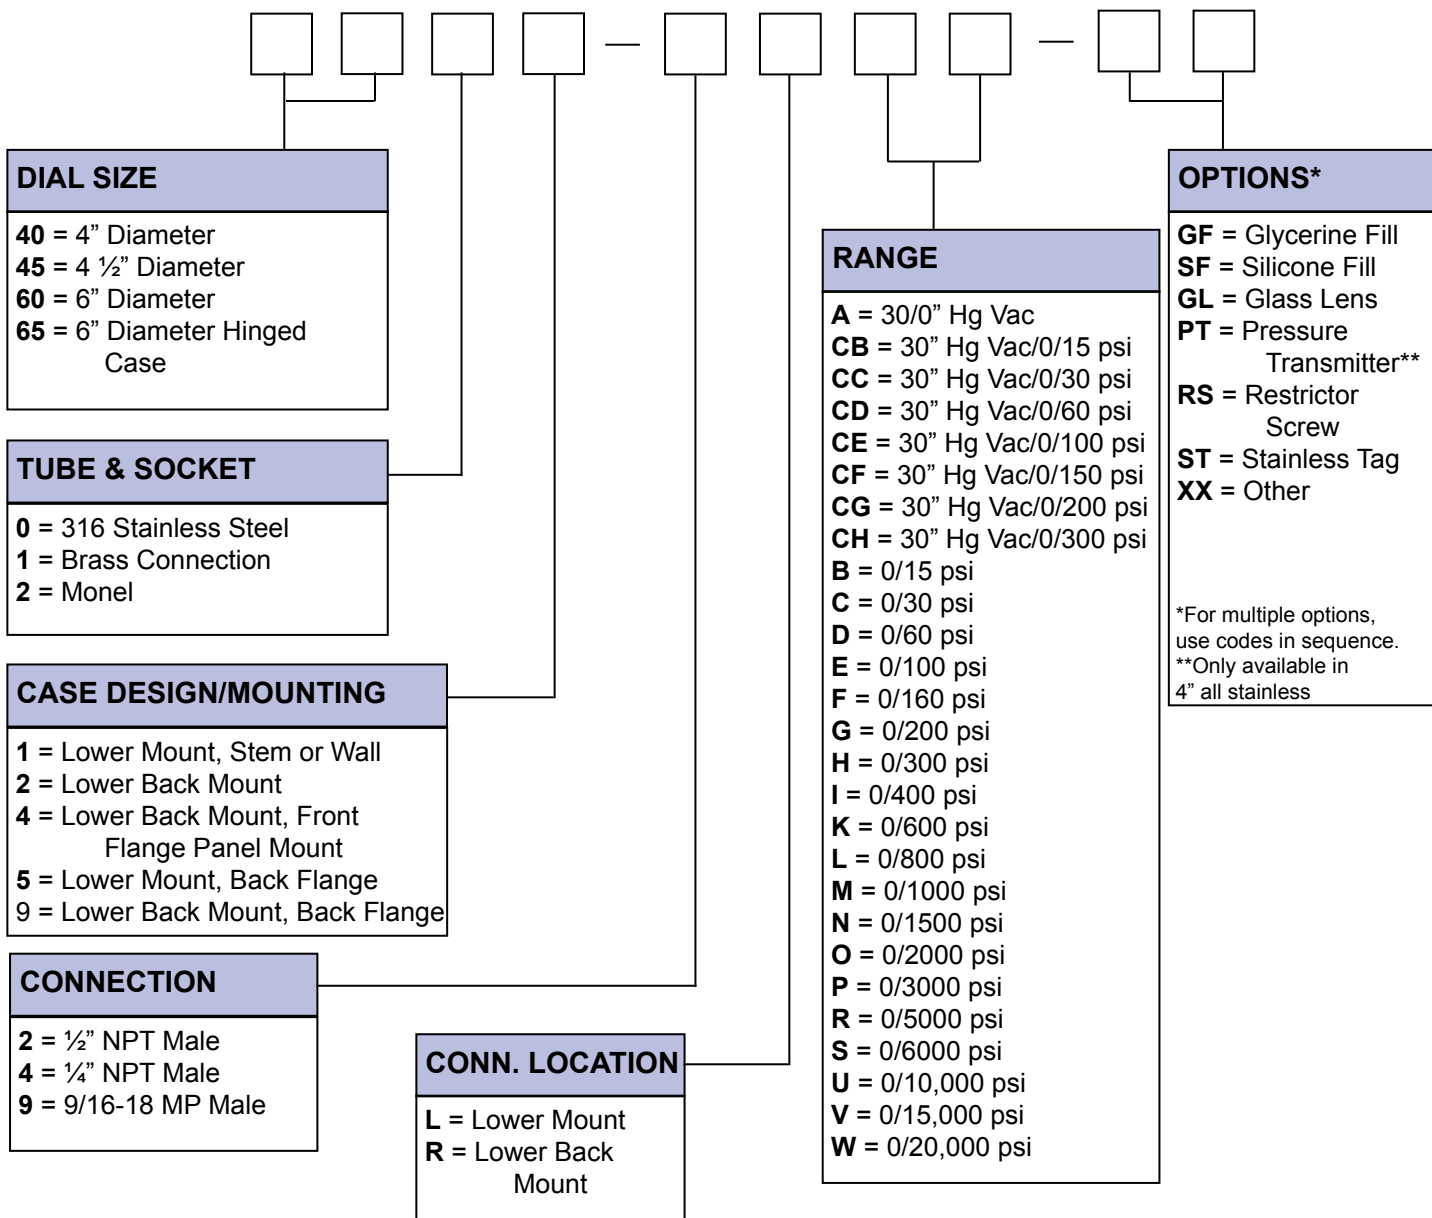 — —
DIAL SIZE
40 = 4” Diameter
45 = 4 ½” Diameter
60 = 6” Diameter
65 = 6” Diameter Hinged
Case
TUBE & SOCKET
0 = 316 Stainless Steel
1 = Brass Connection
2 = Monel
CASE DESIGN/MOUNTING
1 = Lower Mount, Stem or Wall
2 = Lower Back Mount
4 = Lower Back Mount, Front
Flange Panel Mount
5 = Lower Mount, Back Flange
9 = Lower Back Mount, Back Flange
CONNECTION
2 = ½” NPT Male
4 = ¼” NPT Male
9 = 9/16-18 MP Male
CONN. LOCATION
L = Lower Mount
R = Lower Back
Mount
RANGE
A = 30/0” Hg Vac
CB = 30” Hg Vac/0/15 psi
CC = 30” Hg Vac/0/30 psi
CD = 30” Hg Vac/0/60 psi
CE = 30” Hg Vac/0/100 psi
CF = 30” Hg Vac/0/150 psi
CG = 30” Hg Vac/0/200 psi
CH = 30” Hg Vac/0/300 psi
B = 0/15 psi
C = 0/30 psi
D = 0/60 psi
E = 0/100 psi
F = 0/160 psi
G = 0/200 psi
H = 0/300 psi
I = 0/400 psi
K = 0/600 psi
L = 0/800 psi
M = 0/1000 psi
N = 0/1500 psi
O = 0/2000 psi
P = 0/3000 psi
R = 0/5000 psi
S = 0/6000 psi
U = 0/10,000 psi
V = 0/15,000 psi
W = 0/20,000 psi
OPTIONS*
GF = Glycerine Fill
SF = Silicone Fill
GL = Glass Lens
PT = Pressure
Transmitter**
RS = Restrictor
Screw
ST = Stainless Tag
XX = Other
*For multiple options,
use codes in sequence.
**Only available in
4” all stainless